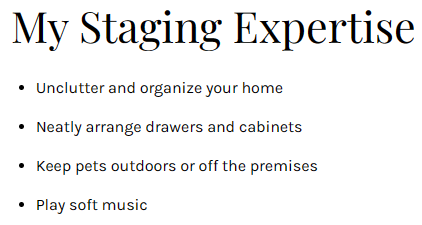 My Staging Expertise
• Unclutter and organize your home
• Neatly arrange drawers and cabinets
• Keep pets outdoors or off the premises
• Play soft music